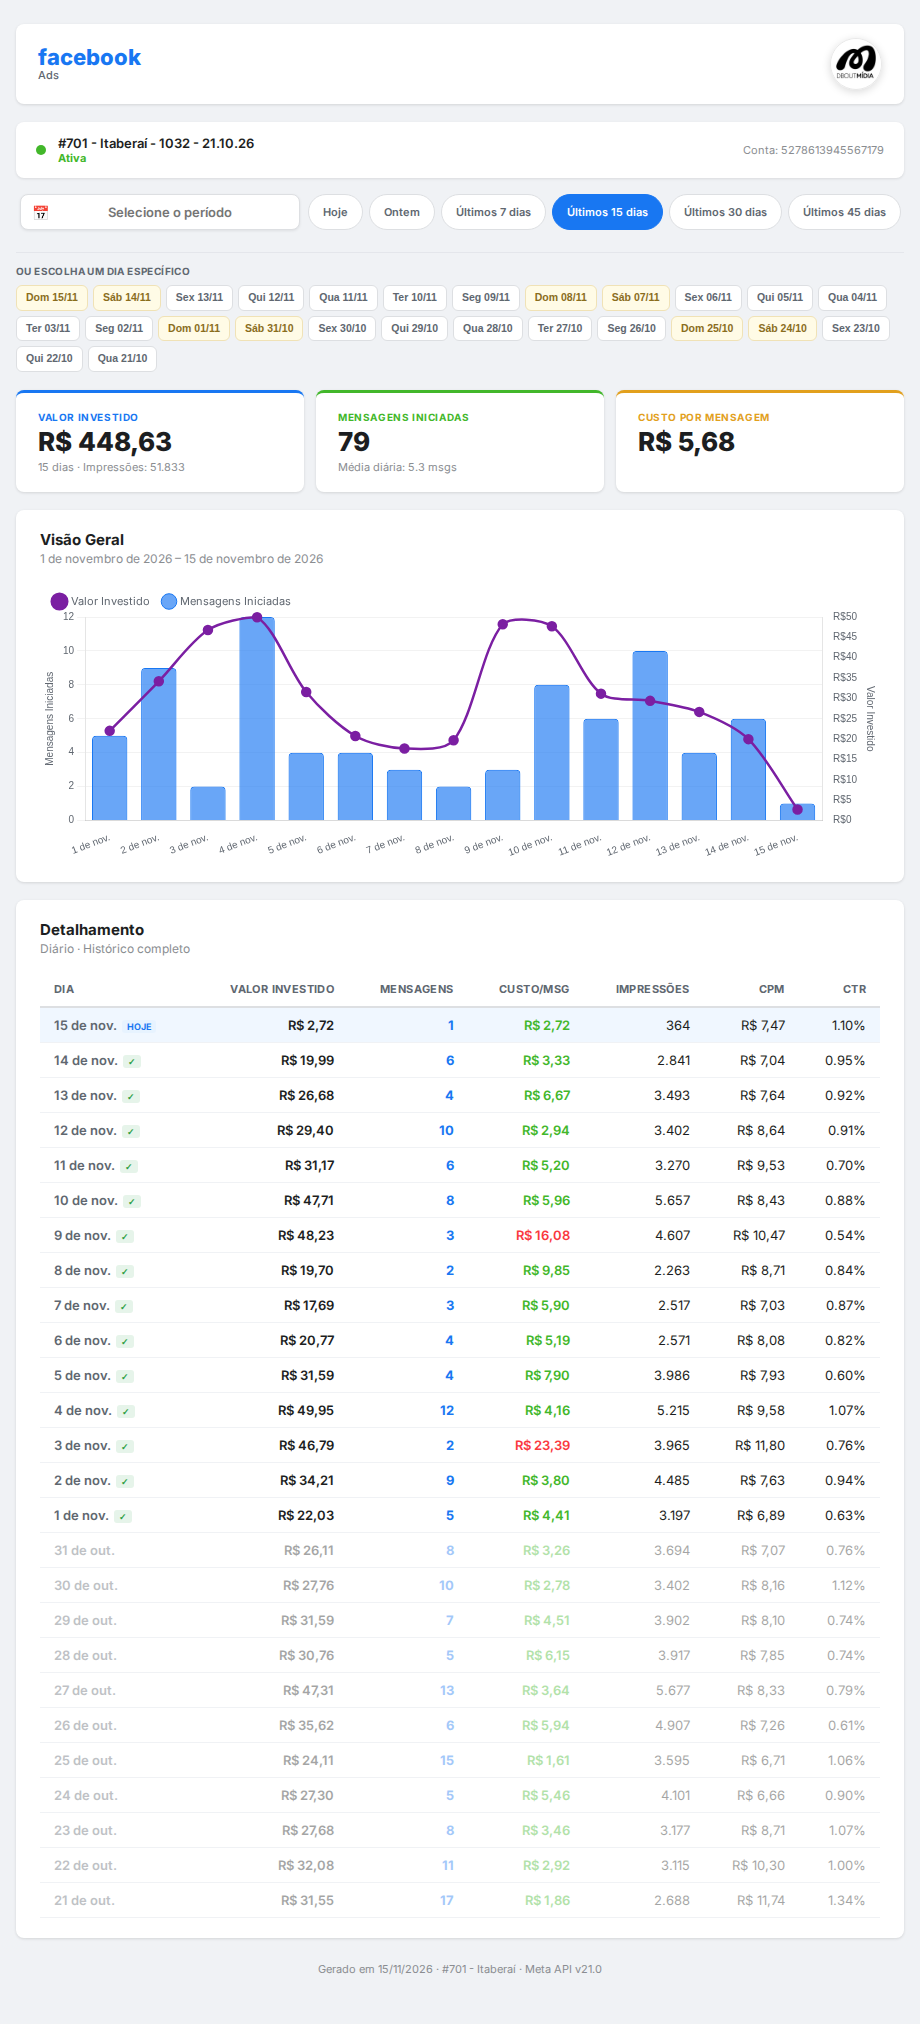 facebook
Ads
DBOUTMÍDIA
#701 - Itaberaí - 1032 - 21.10.26
Ativa
Conta: 5278613945567179
📅 Selecione o período Hoje Ontem Últimos 7 dias Últimos 15 dias Últimos 30 dias Últimos 45 dias
OU ESCOLHA UM DIA ESPECÍFICO
Dom 15/11 Sáb 14/11 Sex 13/11 Qui 12/11 Qua 11/11 Ter 10/11 Seg 09/11 Dom 08/11 Sáb 07/11 Sex 06/11 Qui 05/11 Qua 04/11
Ter 03/11 Seg 02/11 Dom 01/11 Sáb 31/10 Sex 30/10 Qui 29/10 Qua 28/10 Ter 27/10 Seg 26/10 Dom 25/10 Sáb 24/10 Sex 23/10
Qui 22/10 Qua 21/10
VALOR INVESTIDO
R$ 448,63
15 dias · Impressões: 51.833
MENSAGENS INICIADAS
79
Média diária: 5.3 msgs
CUSTO POR MENSAGEM
R$ 5,68
Visão Geral
1 de novembro de 2026 – 15 de novembro de 2026
Valor Investido Mensagens Iniciadas
Mensagens Iniciadas
12
10
8
6
4
2
0
R$50
R$45
R$40
R$35
R$30
R$25
R$20
R$15
R$10
R$5
R$0
Valor Investido
1 de nov. 2 de nov. 3 de nov. 4 de nov. 5 de nov. 6 de nov. 7 de nov. 8 de nov. 9 de nov. 10 de nov. 11 de nov. 12 de nov. 13 de nov. 14 de nov. 15 de nov.
Detalhamento
Diário · Histórico completo
DIA VALOR INVESTIDO MENSAGENS CUSTO/MSG IMPRESSÕES CPM CTR
15 de nov. HOJE R$ 2,72 1 R$ 2,72 364 R$ 7,47 1.10%
14 de nov. ✓ R$ 19,99 6 R$ 3,33 2.841 R$ 7,04 0.95%
13 de nov. ✓ R$ 26,68 4 R$ 6,67 3.493 R$ 7,64 0.92%
12 de nov. ✓ R$ 29,40 10 R$ 2,94 3.402 R$ 8,64 0.91%
11 de nov. ✓ R$ 31,17 6 R$ 5,20 3.270 R$ 9,53 0.70%
10 de nov. ✓ R$ 47,71 8 R$ 5,96 5.657 R$ 8,43 0.88%
9 de nov. ✓ R$ 48,23 3 R$ 16,08 4.607 R$ 10,47 0.54%
8 de nov. ✓ R$ 19,70 2 R$ 9,85 2.263 R$ 8,71 0.84%
7 de nov. ✓ R$ 17,69 3 R$ 5,90 2.517 R$ 7,03 0.87%
6 de nov. ✓ R$ 20,77 4 R$ 5,19 2.571 R$ 8,08 0.82%
5 de nov. ✓ R$ 31,59 4 R$ 7,90 3.986 R$ 7,93 0.60%
4 de nov. ✓ R$ 49,95 12 R$ 4,16 5.215 R$ 9,58 1.07%
3 de nov. ✓ R$ 46,79 2 R$ 23,39 3.965 R$ 11,80 0.76%
2 de nov. ✓ R$ 34,21 9 R$ 3,80 4.485 R$ 7,63 0.94%
1 de nov. ✓ R$ 22,03 5 R$ 4,41 3.197 R$ 6,89 0.63%
31 de out. R$ 26,11 8 R$ 3,26 3.694 R$ 7,07 0.76%
30 de out. R$ 27,76 10 R$ 2,78 3.402 R$ 8,16 1.12%
29 de out. R$ 31,59 7 R$ 4,51 3.902 R$ 8,10 0.74%
28 de out. R$ 30,76 5 R$ 6,15 3.917 R$ 7,85 0.74%
27 de out. R$ 47,31 13 R$ 3,64 5.677 R$ 8,33 0.79%
26 de out. R$ 35,62 6 R$ 5,94 4.907 R$ 7,26 0.61%
25 de out. R$ 24,11 15 R$ 1,61 3.595 R$ 6,71 1.06%
24 de out. R$ 27,30 5 R$ 5,46 4.101 R$ 6,66 0.90%
23 de out. R$ 27,68 8 R$ 3,46 3.177 R$ 8,71 1.07%
22 de out. R$ 32,08 11 R$ 2,92 3.115 R$ 10,30 1.00%
21 de out. R$ 31,55 17 R$ 1,86 2.688 R$ 11,74 1.34%
Gerado em 15/11/2026 · #701 - Itaberaí · Meta API v21.0